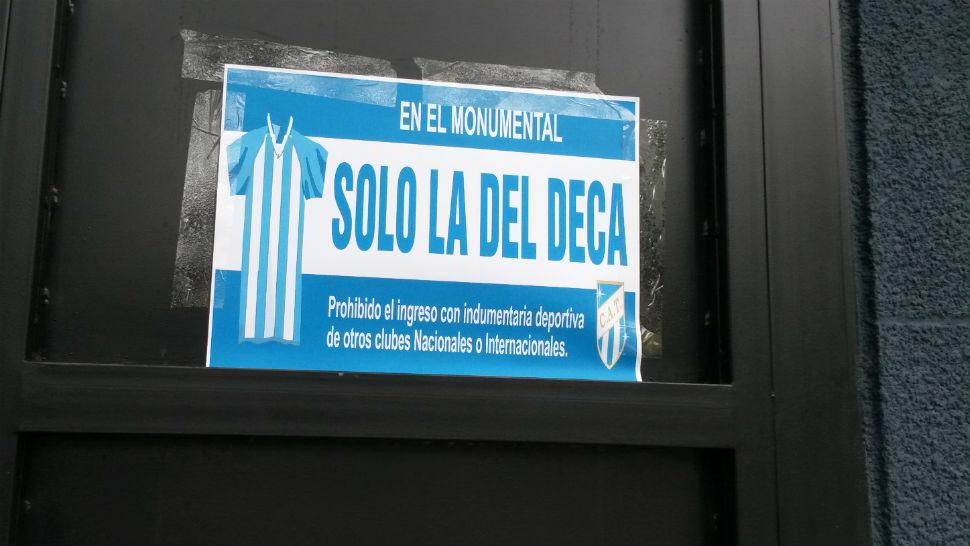 EN EL MONUMENTAL
SOLO LA DEL DECA
Prohibido el ingreso con indumentaria deportiva
de otros clubes Nacionales o Internacionales.
C.A.T